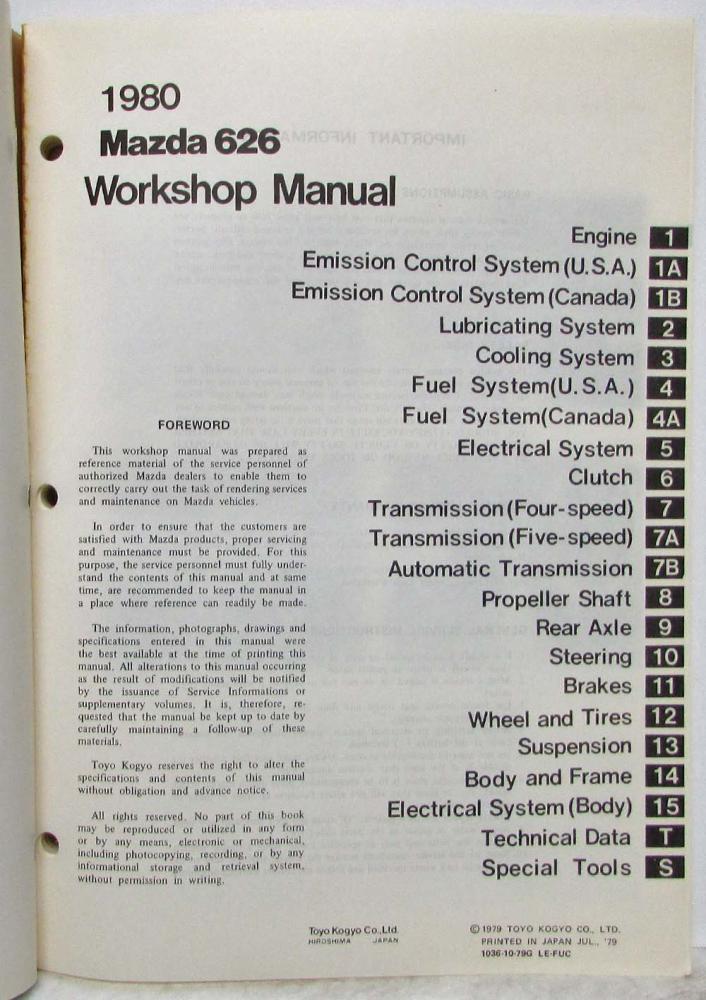 1980
Mazda 626
Workshop Manual
Engine 1
Emission Control System (U.S.A.) 1A
Emission Control System (Canada) 1B
Lubricating System 2
Cooling System 3
Fuel System(U.S.A.) 4
Fuel System(Canada) 4A
Electrical System 5
Clutch 6
Transmission (Four-speed) 7
Transmission (Five-speed) 7A
Automatic Transmission 7B
Propeller Shaft 8
Rear Axle 9
Steering 10
Brakes 11
Wheel and Tires 12
Suspension 13
Body and Frame 14
Electrical System (Body) 15
Technical Data T
Special Tools S
FOREWORD
This workshop manual was prepared as
reference material of the service personnel of
authorized Mazda dealers to enable them to
correctly carry out the task of rendering services
and maintenance on Mazda vehicles.
In order to ensure that the customers are
satisfied with Mazda products, proper servicing
and maintenance must be provided. For this
purpose, the service personnel must fully under-
stand the contents of this manual and at same
time, are recommended to keep the manual in
a place where reference can readily be made.
The information, photographs, drawings and
specifications entered in this manual were
the best available at the time of printing this
manual. All alterations to this manual occurring
as the result of modifications will be notified
by the issuance of Service Informations or
supplementary volumes. It is, therefore, re-
quested that the manual be kept up to date by
carefully maintaining a follow-up of these
materials.
Toyo Kogyo reserves the right to alter the
specifications and contents of this manual
without obligation and advance notice.
All rights reserved. No part of this book
may be reproduced or utilized in any form
or by any means, electronic or mechanical,
including photocopying, recording, or by any
informational storage and retrieval system,
without permission in writing.
Toyo Kogyo Co.,Ltd.
HIROSHIMA JAPAN
© 1979 TOYO KOGYO CO., LTD.
PRINTED IN JAPAN JUL., '79
1036-10-79G LE-FUC